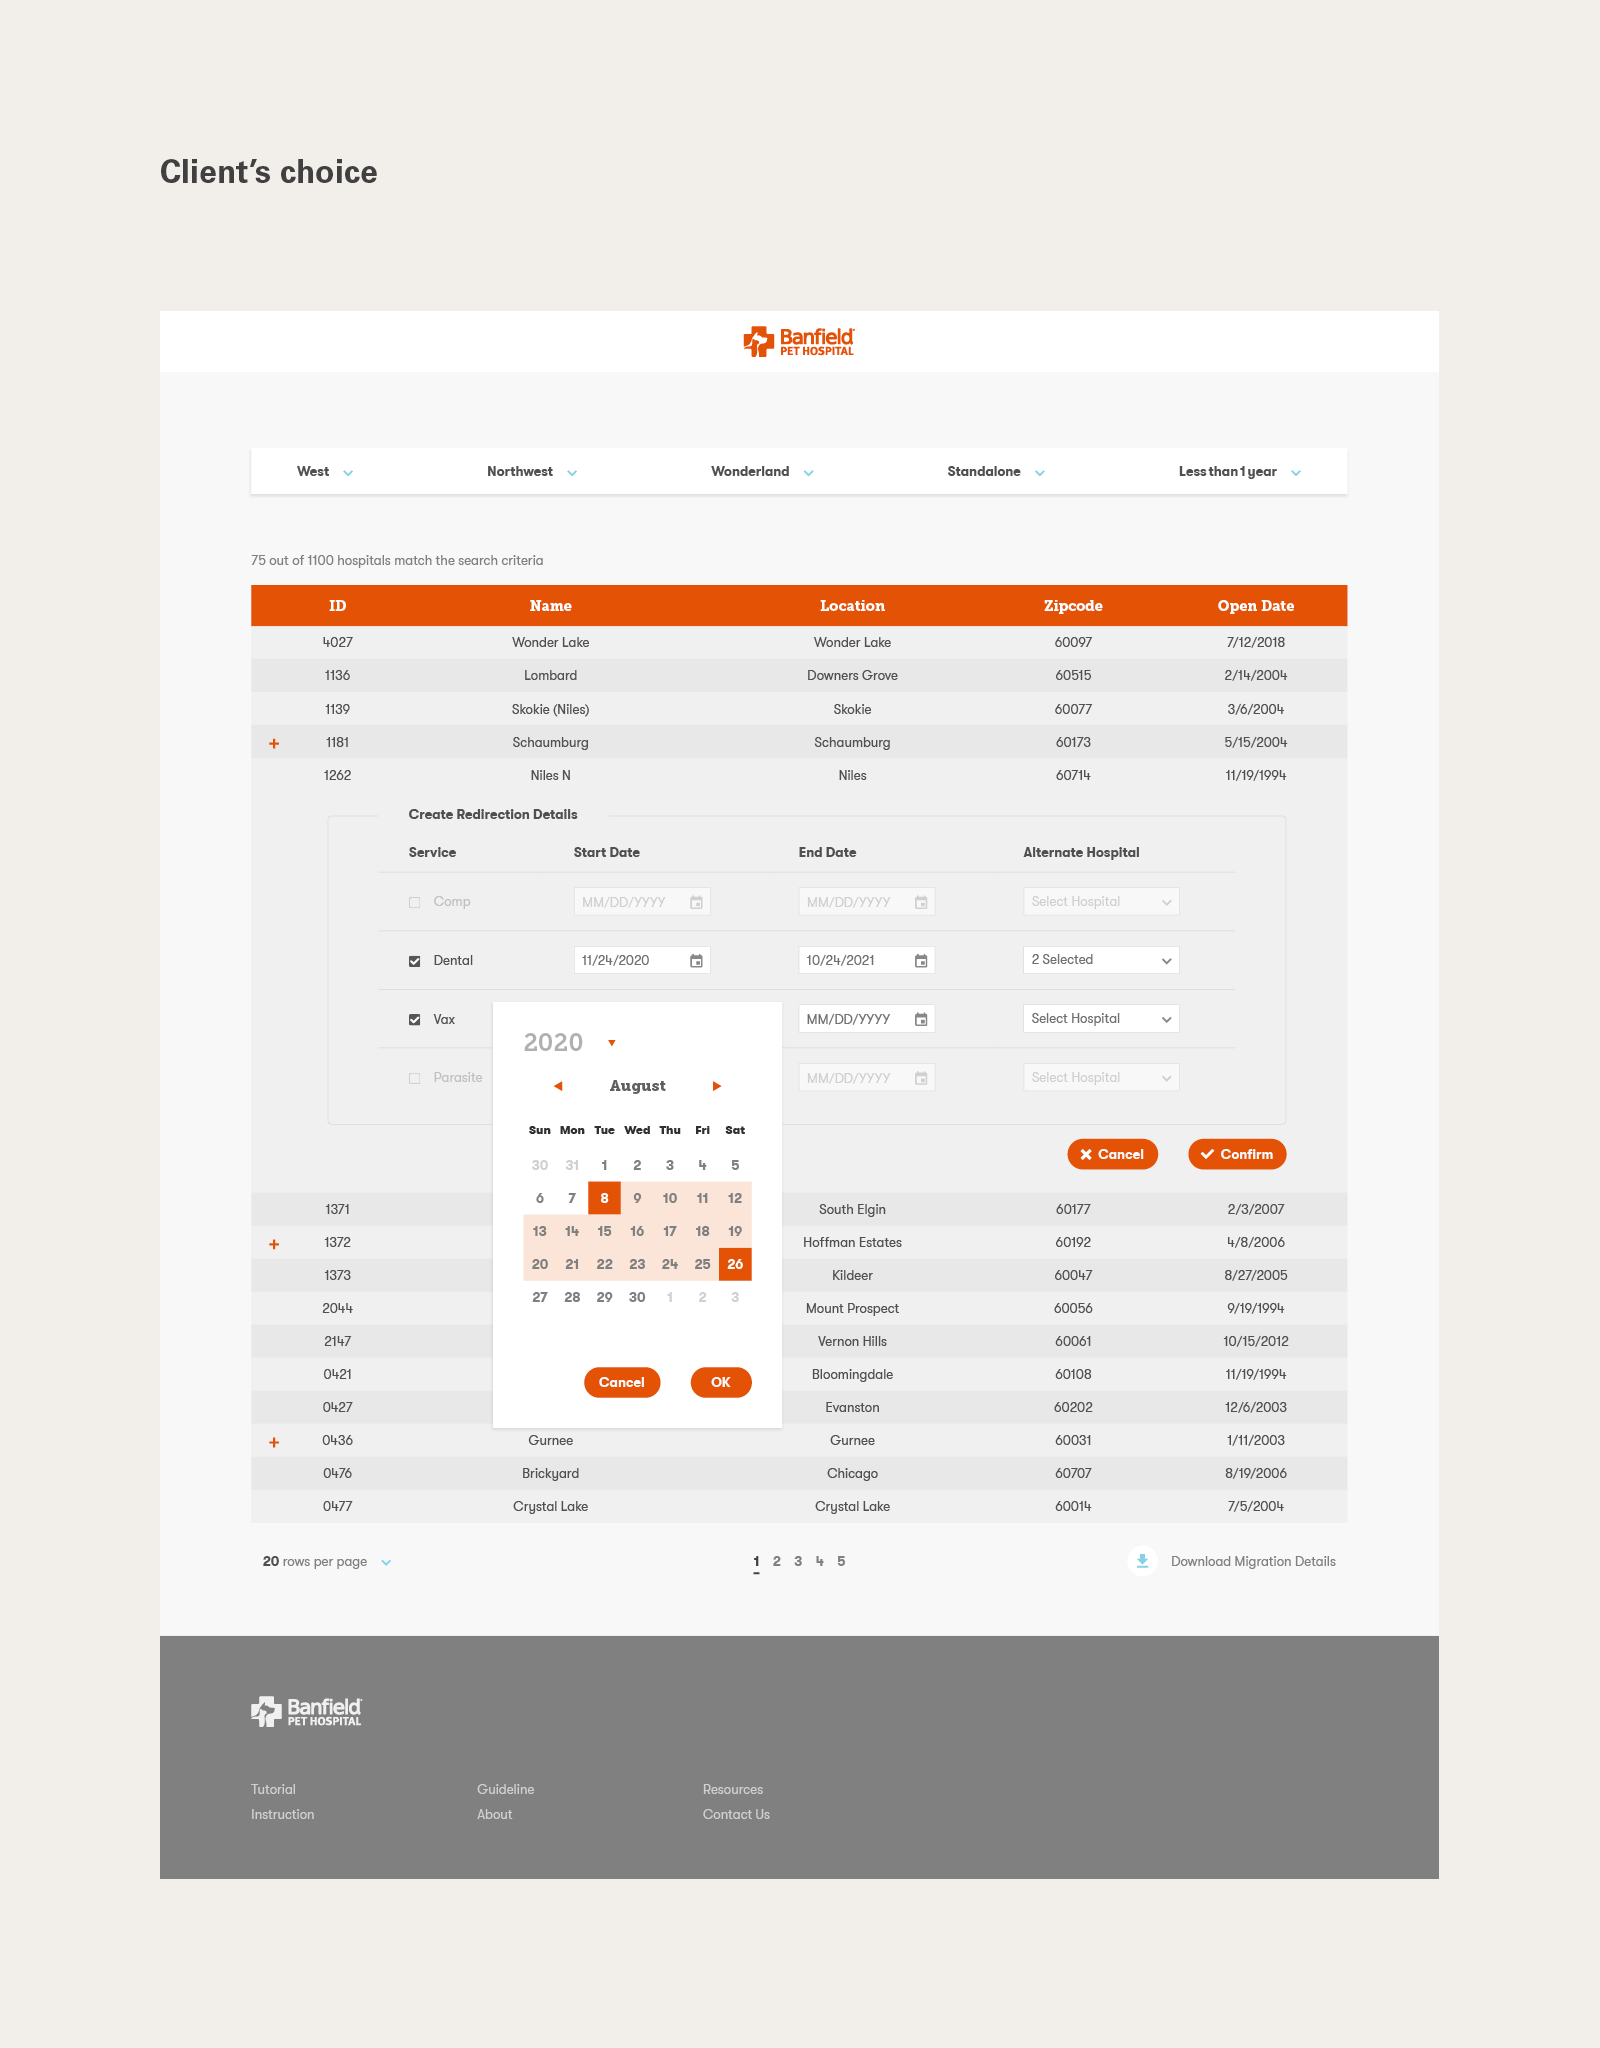 Client’s choice
Banfield
PET HOSPITAL
West Northwest Wonderland Standalone Less than 1 year
75 out of 1100 hospitals match the search criteria
ID Name Location Zipcode Open Date
4027 Wonder Lake Wonder Lake 60097 7/12/2018
1136 Lombard Downers Grove 60515 2/14/2004
1139 Skokie (Niles) Skokie 60077 3/6/2004
+ 1181 Schaumburg Schaumburg 60173 5/15/2004
1262 Niles N Niles 60714 11/19/1994
Create Redirection Details
Service Start Date End Date Alternate Hospital
Comp MM/DD/YYYY MM/DD/YYYY Select Hospital
Dental 11/24/2020 10/24/2021 2 Selected
Vax MM/DD/YYYY Select Hospital
Parasite MM/DD/YYYY Select Hospital
2020
August
Sun Mon Tue Wed Thu Fri Sat
30 31 1 2 3 4 5
6 7 8 9 10 11 12
13 14 15 16 17 18 19
20 21 22 23 24 25 26
27 28 29 30 1 2 3
Cancel OK
Cancel Confirm
1371 South Elgin 60177 2/3/2007
+ 1372 Hoffman Estates 60192 4/8/2006
1373 Kildeer 60047 8/27/2005
2044 Mount Prospect 60056 9/19/1994
2147 Vernon Hills 60061 10/15/2012
0421 Bloomingdale 60108 11/19/1994
0427 Evanston 60202 12/6/2003
+ 0436 Gurnee Gurnee 60031 1/11/2003
0476 Brickyard Chicago 60707 8/19/2006
0477 Crystal Lake Crystal Lake 60014 7/5/2004
20 rows per page 1 2 3 4 5 Download Migration Details
Banfield
PET HOSPITAL
Tutorial Guideline Resources
Instruction About Contact Us